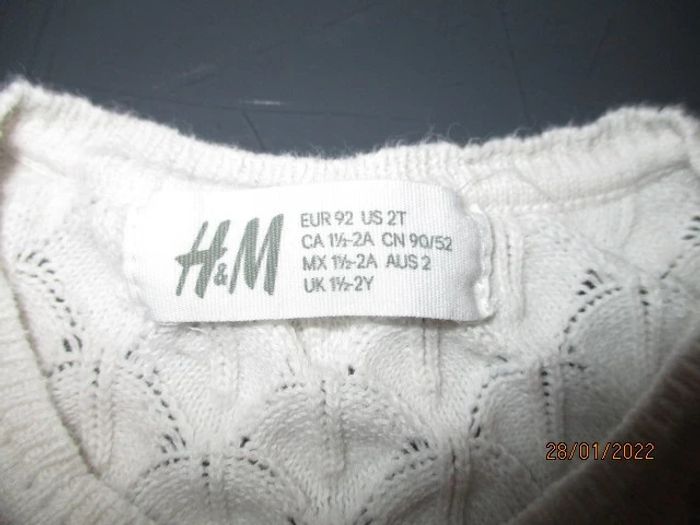 H&M
EUR 92 US 2T
CA 1½-2A CN 90/52
MX 1½-2A AUS 2
UK 1½-2Y
28/01/2022